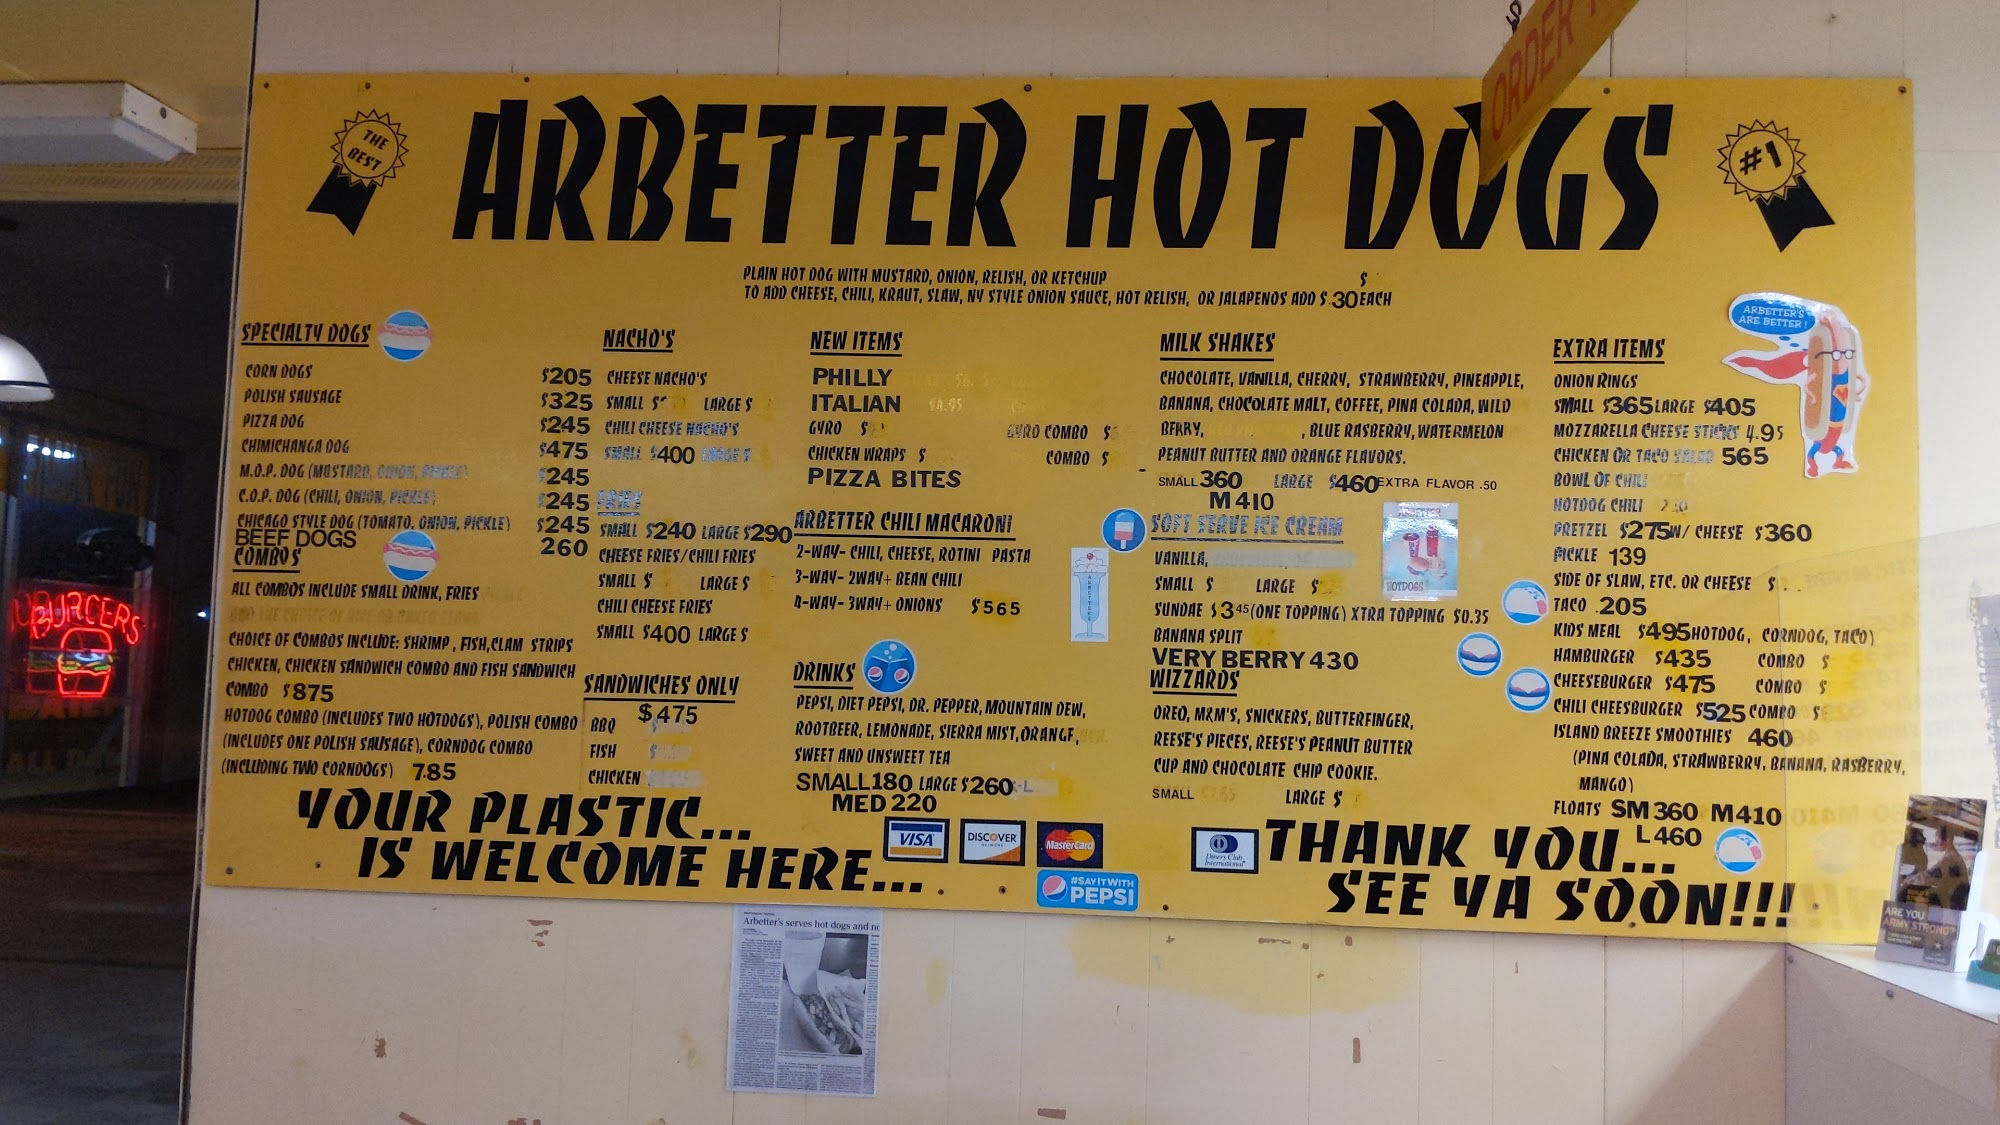 ORDER
THE
BEST
ARBETTER HOT DOGS
#1
PLAIN HOT DOG WITH MUSTARD, ONION, RELISH, OR KETCHUP $
TO ADD CHEESE, CHILI, KRAUT, SLAW, NY STYLE ONION SAUCE, HOT RELISH, OR JALAPENOS ADD $.30 EACH
SPECIALTY DOGS
CORN DOGS $205
POLISH SAUSAGE $325
PIZZA DOG $245
CHIMICHANGA DOG $475
M.O.P. DOG (MUSTARD, ONION, PICKLE) $245
C.O.P. DOG (CHILI, ONION, PICKLE) $245
CHICAGO STYLE DOG (TOMATO, ONION, PICKLE) $245
BEEF DOGS 260
COMBOS
ALL COMBOS INCLUDE SMALL DRINK, FRIES
CHOICE OF COMBOS INCLUDE: SHRIMP, FISH, CLAM STRIPS
CHICKEN, CHICKEN SANDWICH COMBO AND FISH SANDWICH
COMBO $875
HOTDOG COMBO (INCLUDES TWO HOTDOGS), POLISH COMBO
(INCLUDES ONE POLISH SAUSAGE), CORNDOG COMBO
(INCLUDING TWO CORNDOGS) 785
NACHO'S
CHEESE NACHO'S
SMALL $ LARGE $
CHILI CHEESE NACHO'S
SMALL $400 LARGE $
FRIES
SMALL $240 LARGE $290
CHEESE FRIES/CHILI FRIES
SMALL $ LARGE $
CHILI CHEESE FRIES
SMALL $400 LARGE $
SANDWICHES ONLY
$475
BBQ $
FISH $
CHICKEN
NEW ITEMS
PHILLY
ITALIAN
GYRO $ GYRO COMBO $
CHICKEN WRAPS $ COMBO $
PIZZA BITES
ARBETTER CHILI MACARONI
2-WAY- CHILI, CHEESE, ROTINI PASTA
3-WAY- 2WAY+ BEAN CHILI
4-WAY- 3WAY+ ONIONS $565
DRINKS
PEPSI, DIET PEPSI, DR. PEPPER, MOUNTAIN DEW,
ROOTBEER, LEMONADE, SIERRA MIST, ORANGE,
SWEET AND UNSWEET TEA
SMALL 180 LARGE $260
MED 220
MILK SHAKES
CHOCOLATE, VANILLA, CHERRY, STRAWBERRY, PINEAPPLE,
BANANA, CHOCOLATE MALT, COFFEE, PINA COLADA, WILD
BERRY, , BLUE RASBERRY, WATERMELON
PEANUT BUTTER AND ORANGE FLAVORS.
SMALL 360 LARGE $460 EXTRA FLAVOR .50
M 410
SOFT SERVE ICE CREAM
VANILLA,
SMALL $ LARGE $
SUNDAE $3.45 (ONE TOPPING) XTRA TOPPING $0.35
BANANA SPLIT
VERY BERRY 430
WIZZARDS
OREO, M&M'S, SNICKERS, BUTTERFINGER,
REESE'S PIECES, REESE'S PEANUT BUTTER
CUP AND CHOCOLATE CHIP COOKIE.
SMALL LARGE $
HOTDOGS
EXTRA ITEMS
ONION RINGS
SMALL $365 LARGE $405
MOZZARELLA CHEESE STICKS 4.95
CHICKEN OR TACO SALAD 565
BOWL OF CHILI
HOTDOG CHILI
PRETZEL $275 W/ CHEESE $360
PICKLE 139
SIDE OF SLAW, ETC. OR CHEESE $
TACO .205
KIDS MEAL $495 HOTDOG, CORNDOG, TACO)
HAMBURGER $435 COMBO $
CHEESEBURGER $475 COMBO $
CHILI CHEESBURGER $525 COMBO $
ISLAND BREEZE SMOOTHIES 460
(PINA COLADA, STRAWBERRY, BANANA, RASBERRY,
MANGO)
FLOATS SM 360 M 410
L 460
ARBETTER'S
ARE BETTER!
YOUR PLASTIC...
IS WELCOME HERE...
VISA
DISCOVER
NETWORK
MasterCard
#SAYITWITH
PEPSI
Diners Club
International
THANK YOU...
SEE YA SOON!!!
BURGERS
Arbetter's serves hot dogs and
ARE YOU
ARMY STRONG?